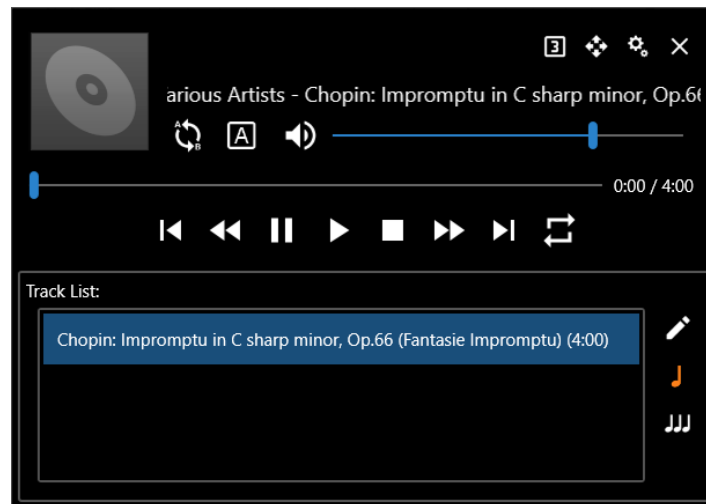 3
arious Artists - Chopin: Impromptu in C sharp minor, Op.66
A B
A
0:00 / 4:00
Track List:
Chopin: Impromptu in C sharp minor, Op.66 (Fantasie Impromptu) (4:00)